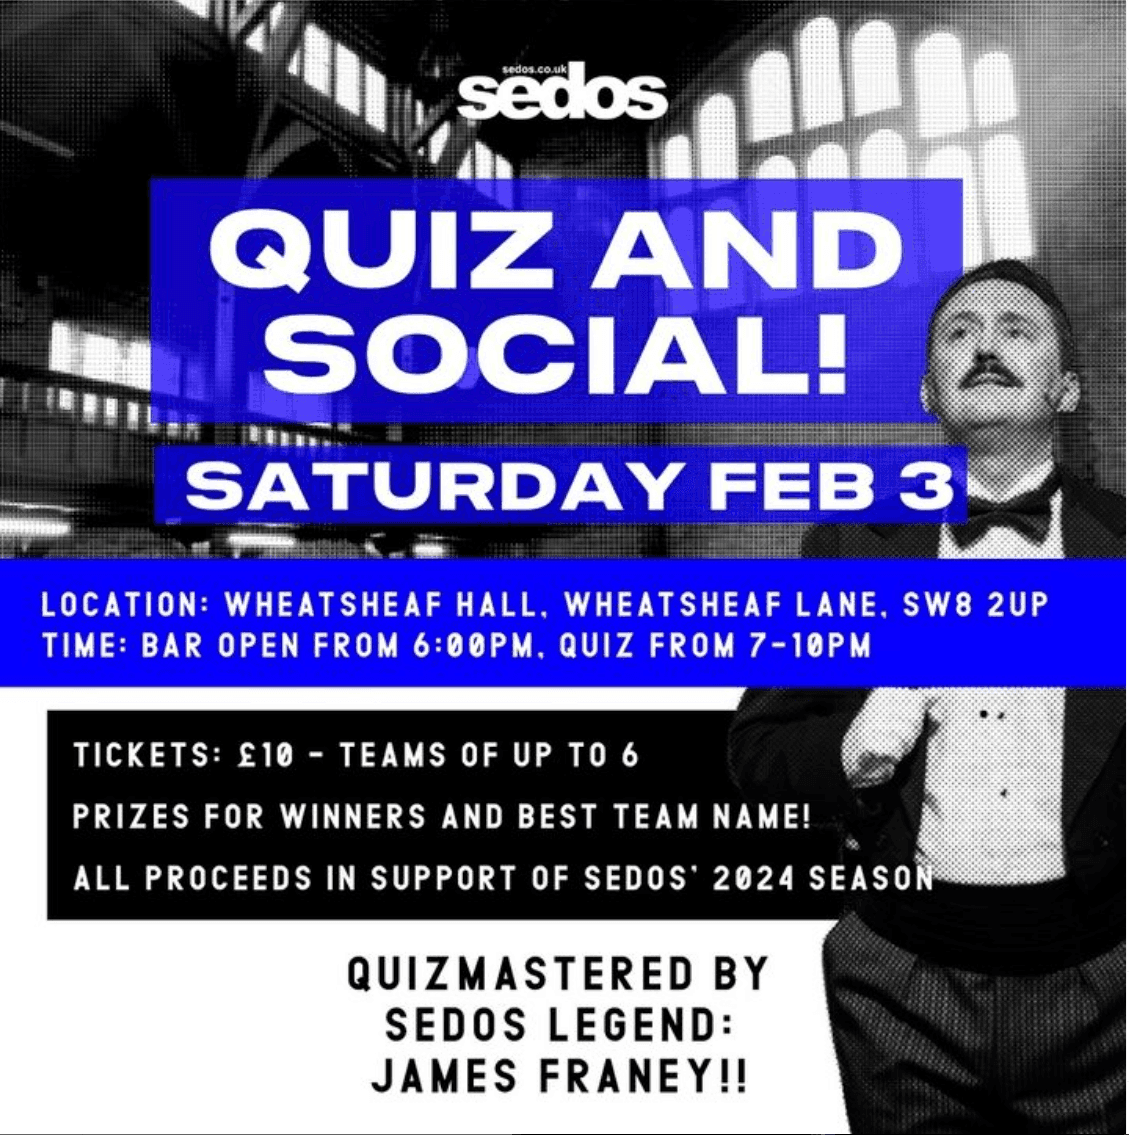 sedos.co.uk
sedos
QUIZ AND
SOCIAL!
SATURDAY FEB 3
LOCATION: WHEATSHEAF HALL, WHEATSHEAF LANE, SW8 2UP
TIME: BAR OPEN FROM 6:00PM, QUIZ FROM 7-10PM
TICKETS: £10 - TEAMS OF UP TO 6
PRIZES FOR WINNERS AND BEST TEAM NAME!
ALL PROCEEDS IN SUPPORT OF SEDOS' 2024 SEASON
QUIZMASTERED BY
SEDOS LEGEND:
JAMES FRANEY!!